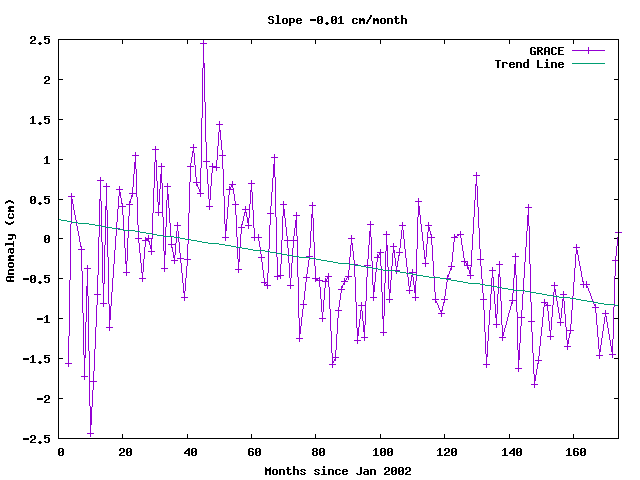 Slope -0.01 cm/month
GRACE
Trend Line
2.5
2
1.5
1
0.5
0
-0.5
-1
-1.5
-2
-2.5
Anomaly (cm)
0 20 40 60 80 100 120 140 160
Months since Jan 2002